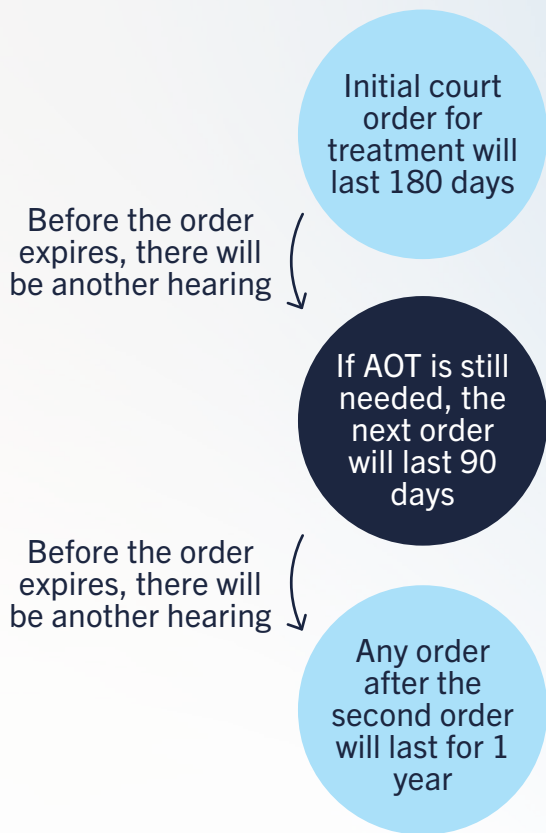 Initial court
order for
treatment will
last 180 days
Before the order
expires, there will
be another hearing
If AOT is still
needed, the
next order
will last 90
days
Before the order
expires, there will
be another hearing
Any order
after the
second order
will last for 1
year